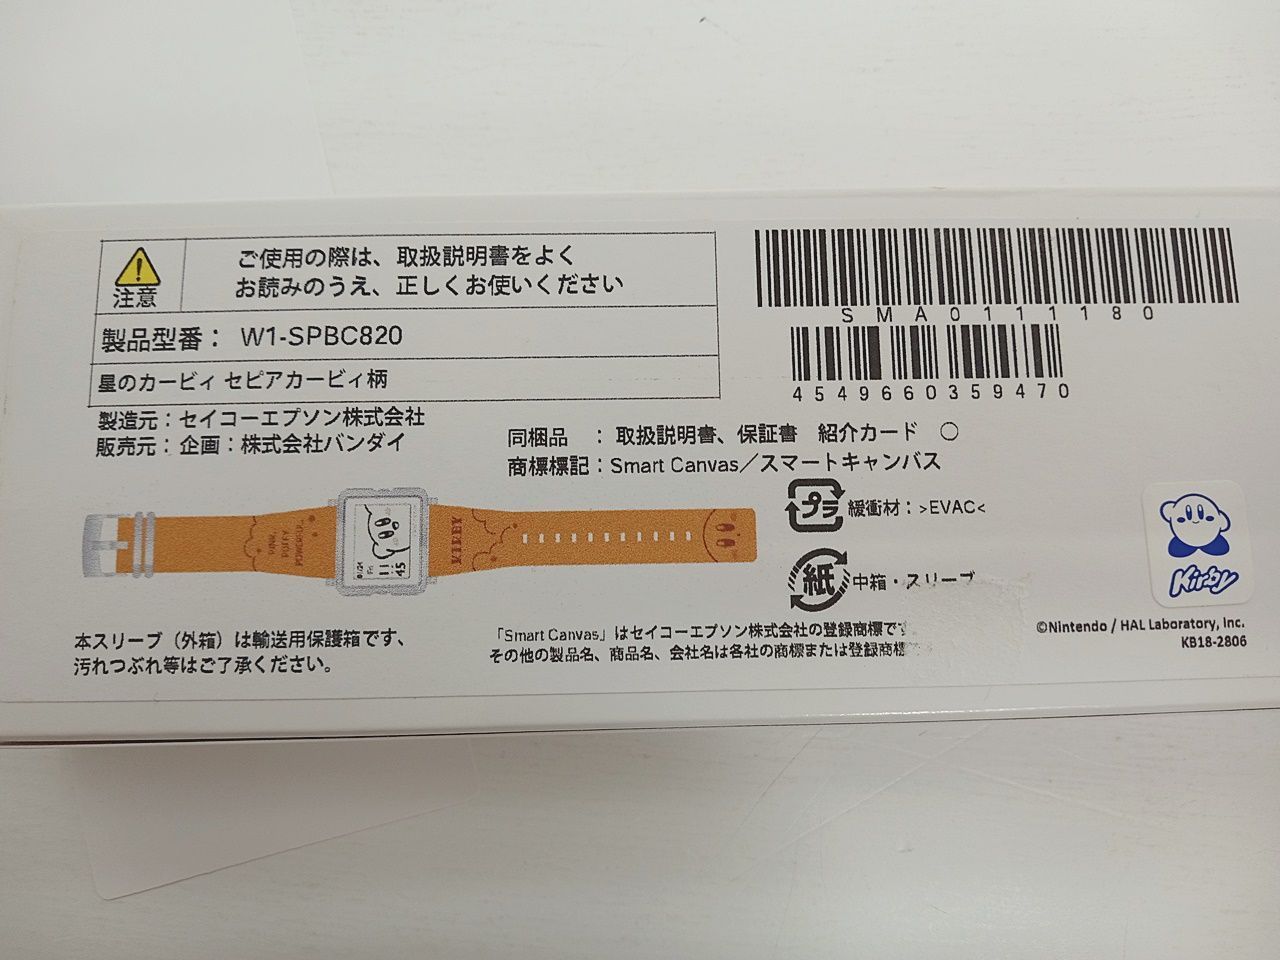 注意
ご使用の際は、取扱説明書をよく
お読みのうえ、正しくお使いください
製品型番： W1-SPBC820
星のカービィ セピアカービィ柄
製造元：セイコーエプソン株式会社
販売元：企画：株式会社バンダイ
SMA0111180
4549660359470
同梱品 ：取扱説明書、保証書 紹介カード ○
商標標記：Smart Canvas／スマートキャンバス
プラ 緩衝材：>EVAC<
紙 中箱・スリーブ
PINK,
PUFFY
POWERFUL.
01/24
Fri
11
45
KIRBY
Kirby
本スリーブ（外箱）は輸送用保護箱です、
汚れつぶれ等はご了承ください。
「Smart Canvas」はセイコーエプソン株式会社の登録商標で
その他の製品名、商品名、会社名は各社の商標または登録商標
©Nintendo / HAL Laboratory, Inc.
KB18-2806